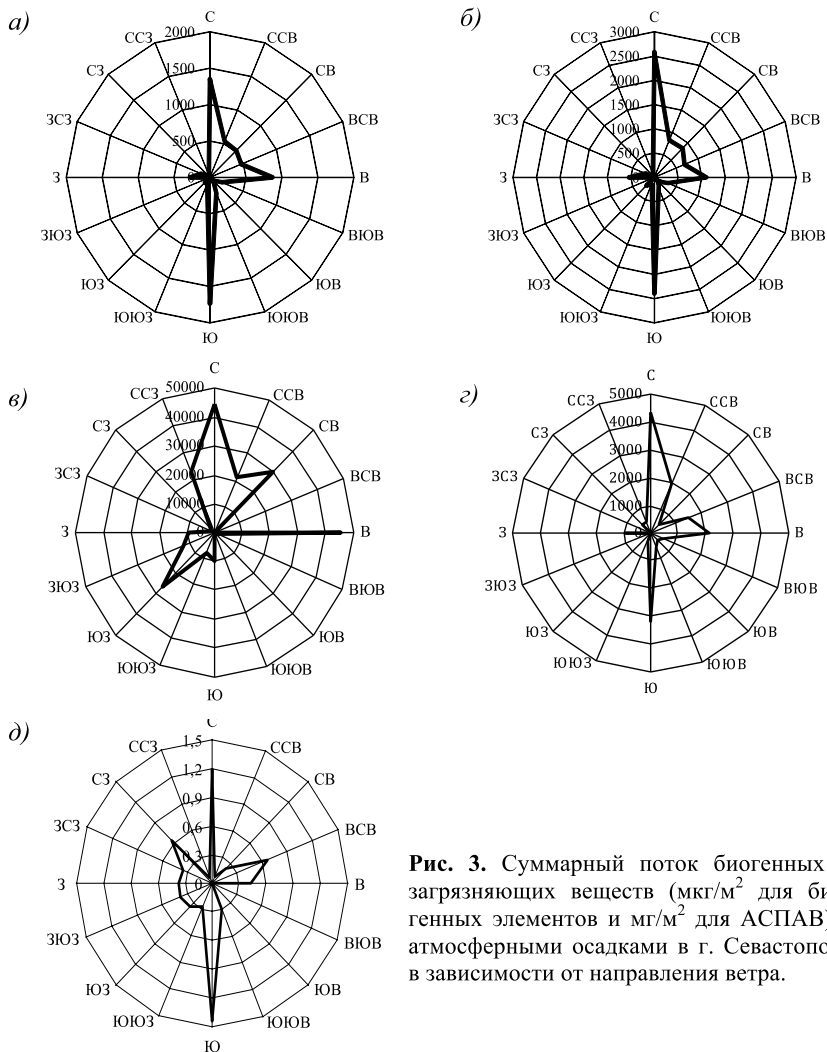 а)
С
ССВ
СВ
ВСВ
В
ВЮВ
ЮВ
ЮЮВ
Ю
ЮЮЗ
ЮЗ
ЗЮЗ
З
ЗСЗ
СЗ
ССЗ
2000
1500
1000
500
0
б)
С
ССВ
СВ
ВСВ
В
ВЮВ
ЮВ
ЮЮВ
Ю
ЮЮЗ
ЮЗ
ЗЮЗ
З
ЗСЗ
СЗ
ССЗ
3000
2500
2000
1500
1000
500
0
в)
С
ССВ
СВ
ВСВ
В
ВЮВ
ЮВ
ЮЮВ
Ю
ЮЮЗ
ЮЗ
ЗЮЗ
З
ЗСЗ
СЗ
ССЗ
50000
40000
30000
20000
10000
0
г)
С
ССВ
СВ
ВСВ
В
ВЮВ
ЮВ
ЮЮВ
Ю
ЮЮЗ
ЮЗ
ЗЮЗ
З
ЗСЗ
СЗ
ССЗ
5000
4000
3000
2000
1000
0
д)
С
ССВ
СВ
ВСВ
В
ВЮВ
ЮВ
ЮЮВ
Ю
ЮЮЗ
ЮЗ
ЗЮЗ
З
ЗСЗ
СЗ
ССЗ
1,5
1,2
0,9
0,6
0,3
0
Рис. 3. Суммарный поток биогенных
загрязняющих веществ (мкг/м² для би
генных элементов и мг/м² для АСПАВ)
атмосферными осадками в г. Севастопо
в зависимости от направления ветра.